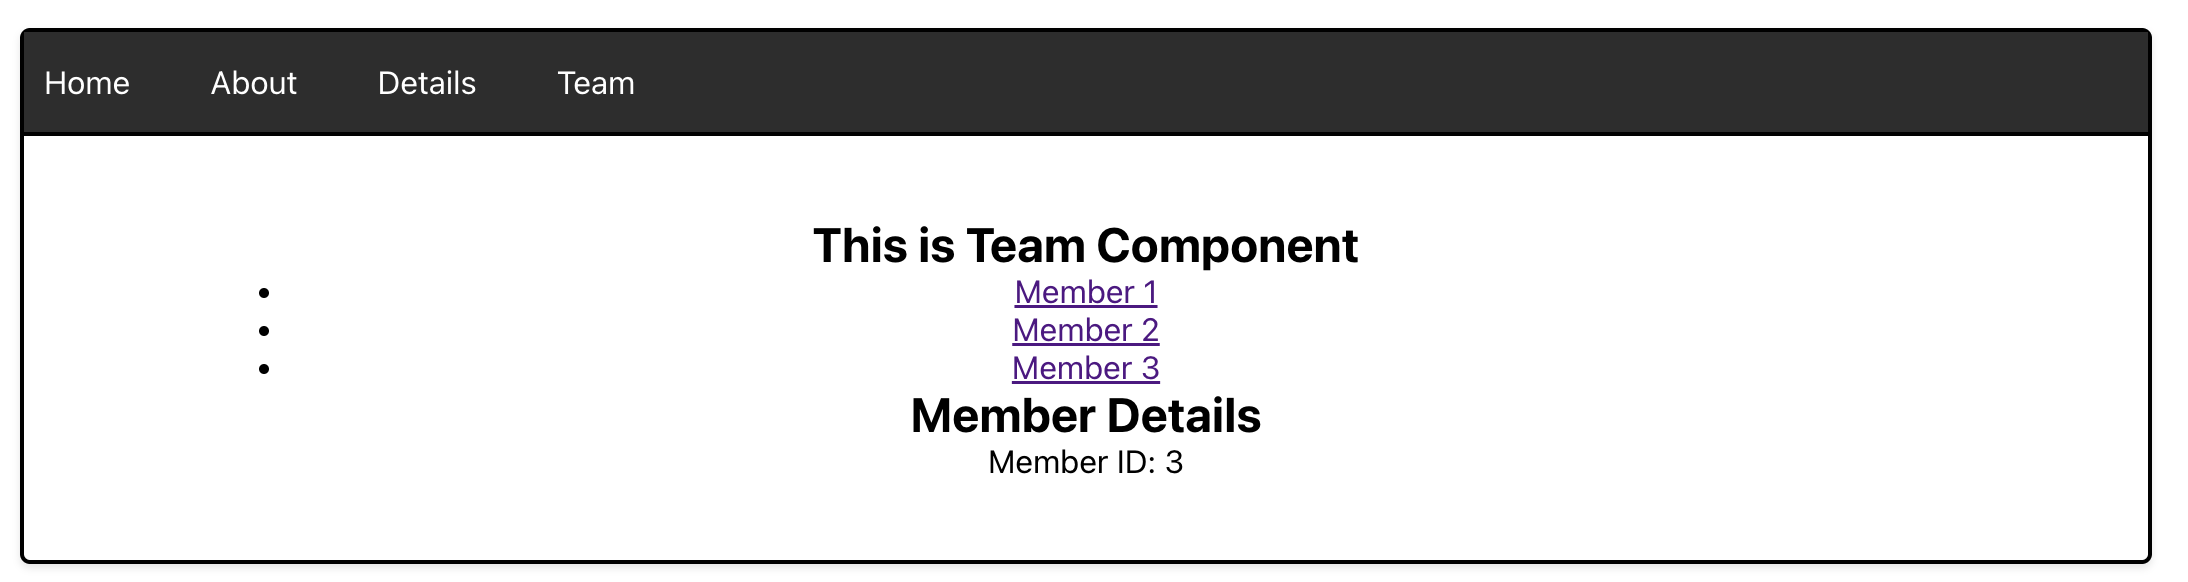 Home About Details Team
This is Team Component
Member 1
Member 2
Member 3
Member Details
Member ID: 3